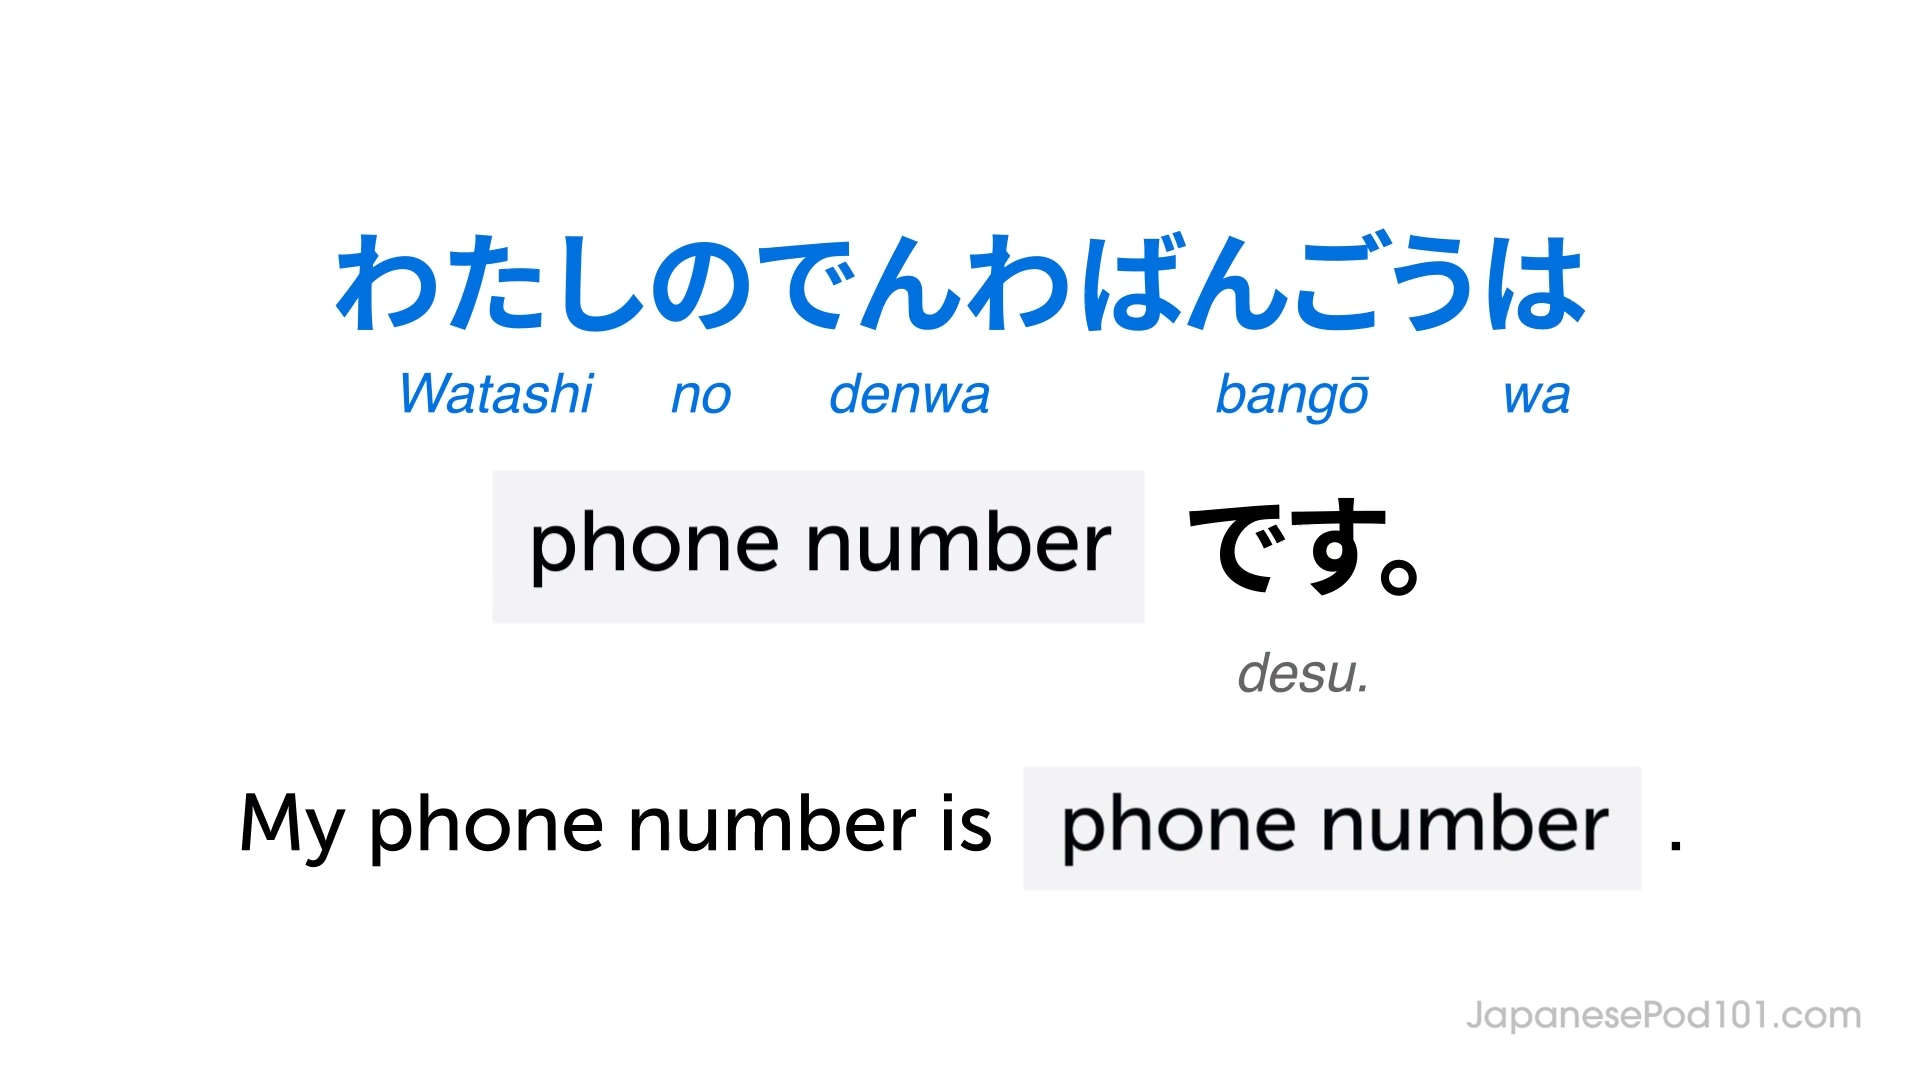 わたしのでんわばんごうは
Watashi no denwa bangō wa
phone number です。
desu.
My phone number is phone number .
JapanesePod101.com